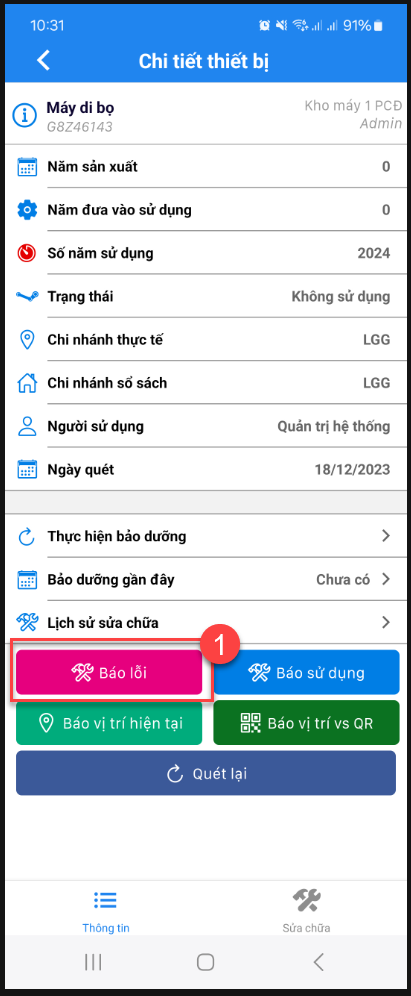 10:31 91%
Chi tiết thiết bị
Máy di bọ Kho máy 1 PCĐ
G8Z46143 Admin
Năm sản xuất 0
Năm đưa vào sử dụng 0
Số năm sử dụng 2024
Trạng thái Không sử dụng
Chi nhánh thực tế LGG
Chi nhánh sổ sách LGG
Người sử dụng Quản trị hệ thống
Ngày quét 18/12/2023
Thực hiện bảo dưỡng
Bảo dưỡng gần đây Chưa có
Lịch sử sửa chữa
1
Báo lỗi Báo sử dụng
Báo vị trí hiện tại Báo vị trí vs QR
Quét lại
Thông tin Sửa chữa